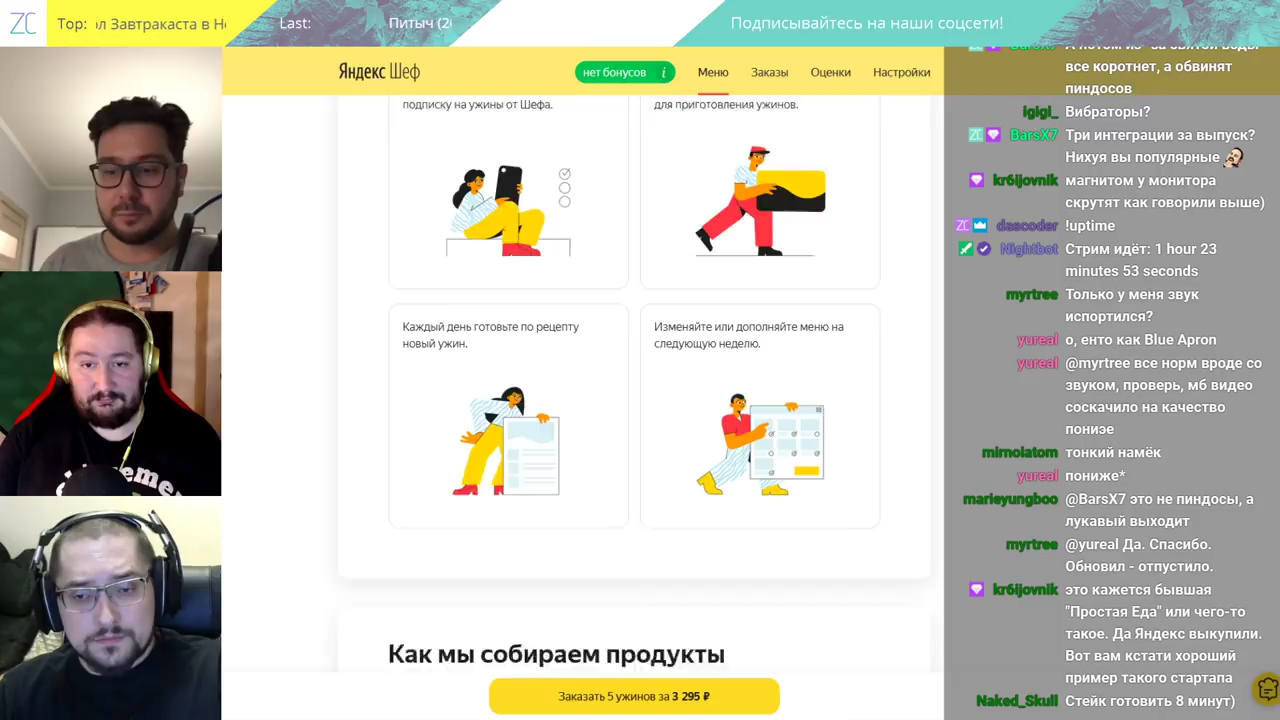 ZC
Top: ол Завтракаста в Не
Last: Питыч (20
Подписывайтесь на наши соцсети!
Яндекс Шеф
нет бонусов i
Меню Заказы Оценки Настройки
подписку на ужины от Шефа.
для приготовления ужинов.
Каждый день готовьте по рецепту
новый ужин.
Изменяйте или дополняйте меню на
следующую неделю.
Как мы собираем продукты
Заказать 5 ужинов за 3 295 ₽
все коротнет, а обвинят
пиндосов
igigi_ Вибраторы?
BarsX7 Три интеграции за выпуск?
Нихуя вы популярные
kr6ijovnik магнитом у монитора
скрутят как говорили выше)
dascoder !uptime
Nightbot Стрим идёт: 1 hour 23
minutes 53 seconds
myrtree Только у меня звук
испортился?
yureal о, енто как Blue Apron
yureal @myrtree все норм вроде со
звуком, проверь, мб видео
соскачило на качество
пониэе
mirnoiatom тонкий намёк
yureal пониже*
marieyungboo @BarsX7 это не пиндосы, а
лукавый выходит
myrtree @yureal Да. Спасибо.
Обновил - отпустило.
kr6ijovnik это кажется бывшая
"Простая Еда" или чего-то
такое. Да Яндекс выкупили.
Вот вам кстати хороший
пример такого стартапа
Naked_Skull Стейк готовить 8 минут)